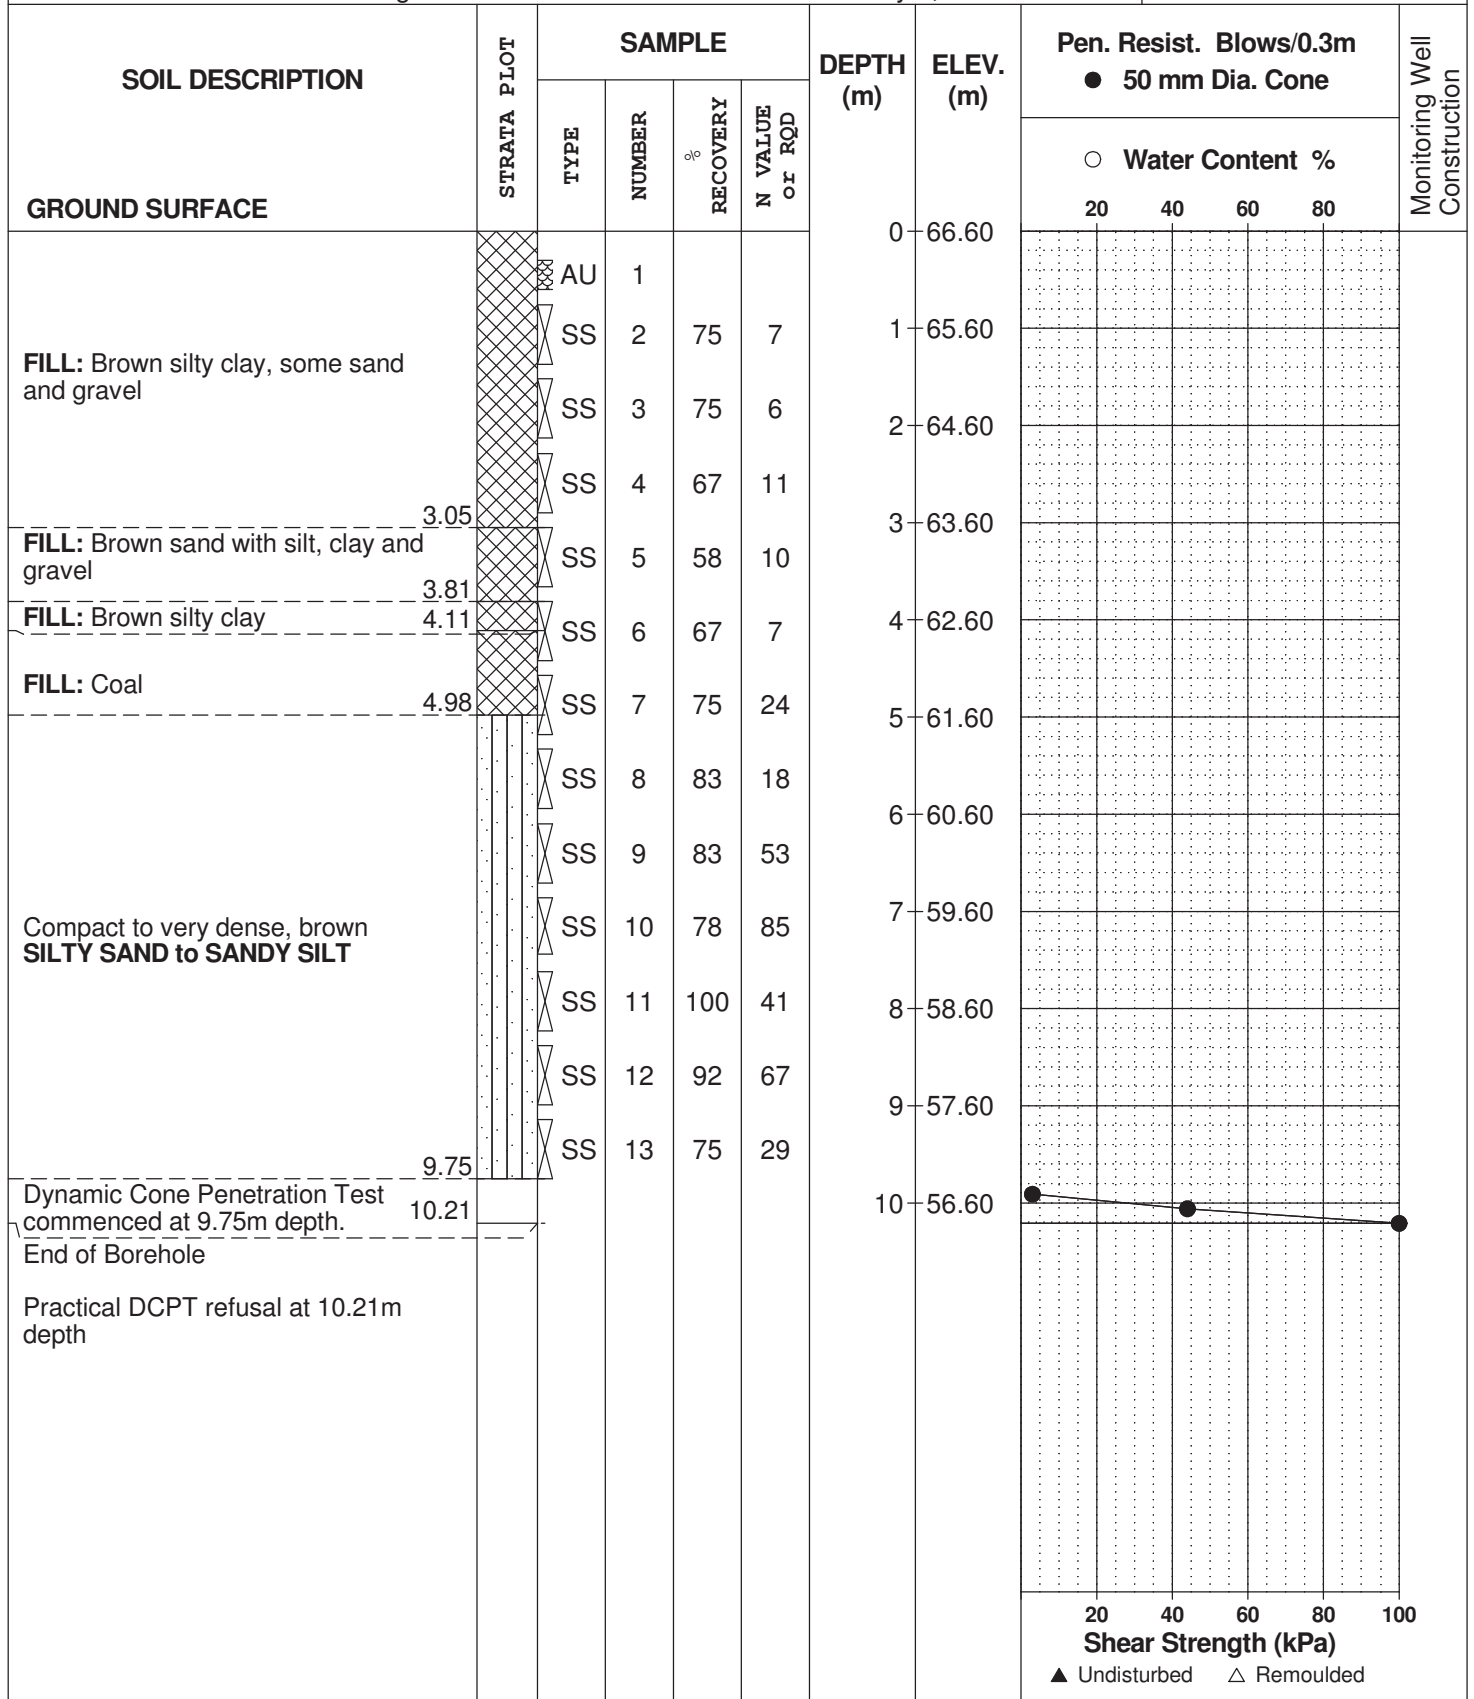 SOIL DESCRIPTION
GROUND SURFACE
STRATA PLOT
SAMPLE
TYPE
NUMBER
% RECOVERY
N VALUE or RQD
DEPTH (m)
ELEV. (m)
Pen. Resist. Blows/0.3m
● 50 mm Dia. Cone
○ Water Content %
20 40 60 80
Monitoring Well Construction
0 66.60
AU 1
SS 2 75 7
1 65.60
FILL: Brown silty clay, some sand
and gravel
SS 3 75 6
2 64.60
SS 4 67 11
3.05
3 63.60
FILL: Brown sand with silt, clay and
gravel
SS 5 58 10
3.81
FILL: Brown silty clay 4.11
SS 6 67 7
4 62.60
FILL: Coal
4.98
SS 7 75 24
5 61.60
SS 8 83 18
6 60.60
SS 9 83 53
7 59.60
Compact to very dense, brown
SILTY SAND to SANDY SILT
SS 10 78 85
SS 11 100 41
8 58.60
SS 12 92 67
9 57.60
SS 13 75 29
9.75
Dynamic Cone Penetration Test
commenced at 9.75m depth. 10.21
10 56.60
End of Borehole
Practical DCPT refusal at 10.21m
depth
20 40 60 80 100
Shear Strength (kPa)
▲ Undisturbed △ Remoulded